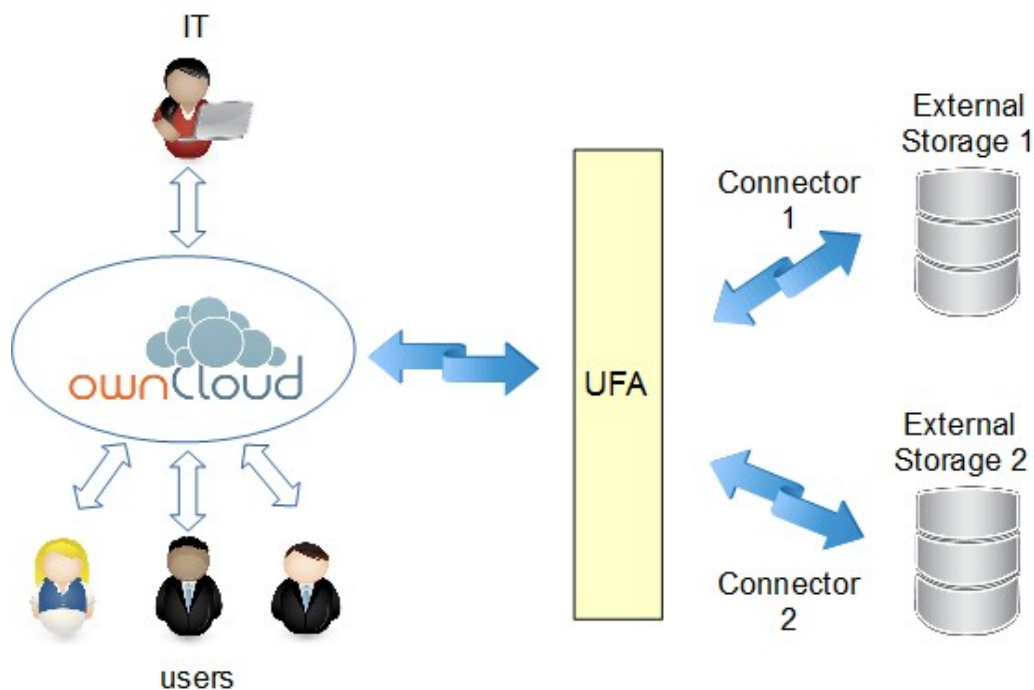 IT
External
Storage 1
Connector
1
ownCloud
UFA
External
Storage 2
Connector
2
users